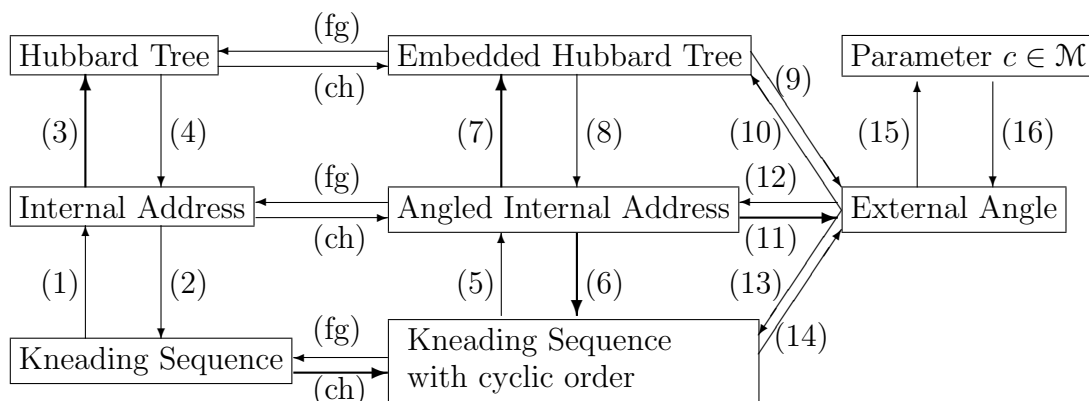 (fg)
Hubbard Tree
Embedded Hubbard Tree
Parameter c ∈ ℳ
(ch)
(9)
(3)
(4)
(7)
(8)
(10)
(15)
(16)
(fg)
(12)
Internal Address
Angled Internal Address
External Angle
(ch)
(11)
(1)
(2)
(5)
(6)
(13)
(fg)
(14)
Kneading Sequence
Kneading Sequence
with cyclic order
(ch)